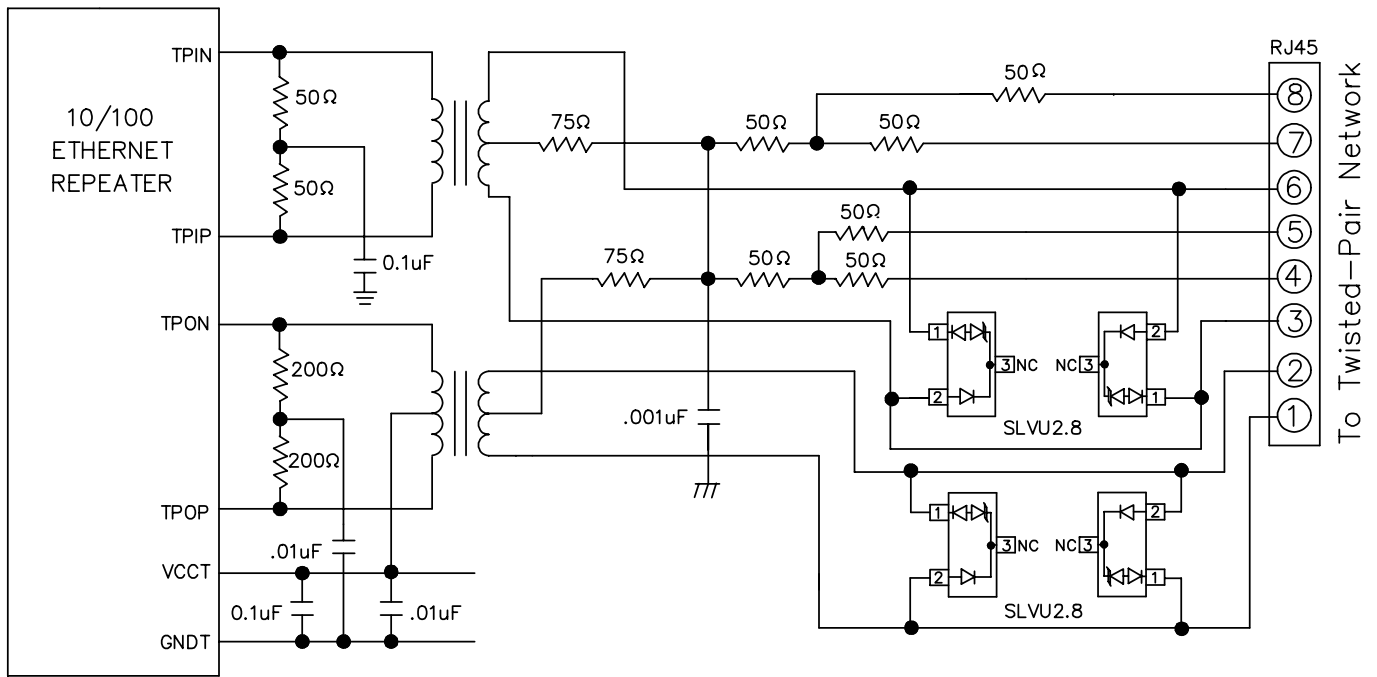 10/100
ETHERNET
REPEATER
TPIN
TPIP
TPON
TPOP
VCCT
GNDT
50Ω
50Ω
0.1uF
200Ω
200Ω
.01uF
0.1uF
.01uF
75Ω
75Ω
.001uF
50Ω
50Ω
50Ω
50Ω
50Ω
50Ω
1
2
3 NC
NC 3
2
1
SLVU2.8
1
2
3 NC
NC 3
2
1
SLVU2.8
RJ45
8
7
6
5
4
3
2
1
To Twisted-Pair Network